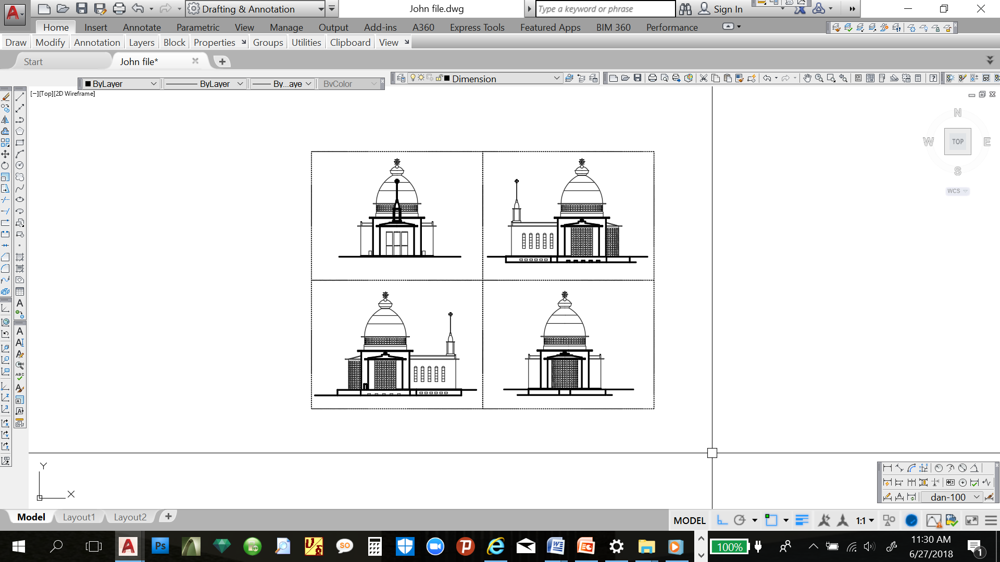 Drafting & Annotation
John file.dwg
Type a keyword or phrase
Sign In
Home Insert Annotate Parametric View Manage Output Add-ins A360 Express Tools Featured Apps BIM 360 Performance
Draw Modify Annotation Layers Block Properties Groups Utilities Clipboard View
Start John file*
ByLayer ByLayer By...aye ByColor
Dimension
[−][Top][2D Wireframe]
N
W TOP E
S
WCS
Y
X
dan-100
Model Layout1 Layout2
MODEL 1:1
100%
11:30 AM
6/27/2018
1